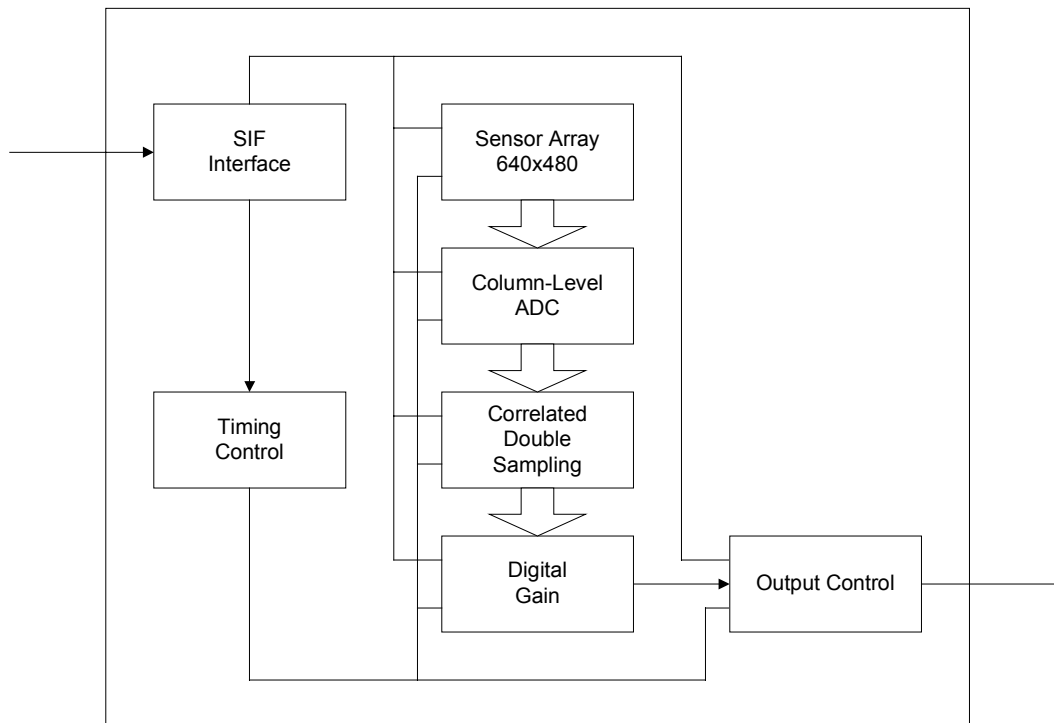 SIF
Interface
Sensor Array
640x480
Column-Level
ADC
Timing
Control
Correlated
Double
Sampling
Digital
Gain
Output Control